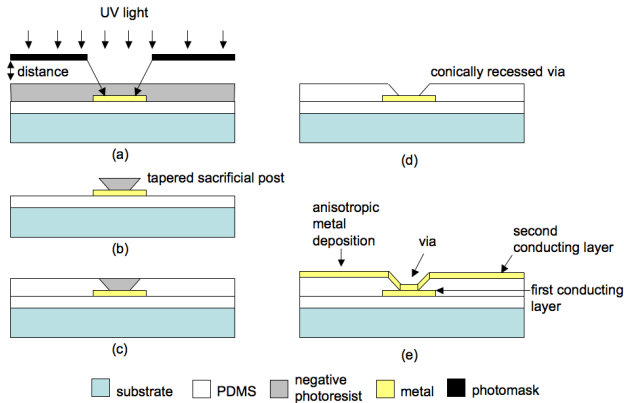 UV light
distance
(a)
conically recessed via
(d)
tapered sacrificial post
(b)
anisotropic
metal
deposition
via
second
conducting layer
first conducting
layer
(c)
(e)
substrate
PDMS
negative
photoresist
metal
photomask